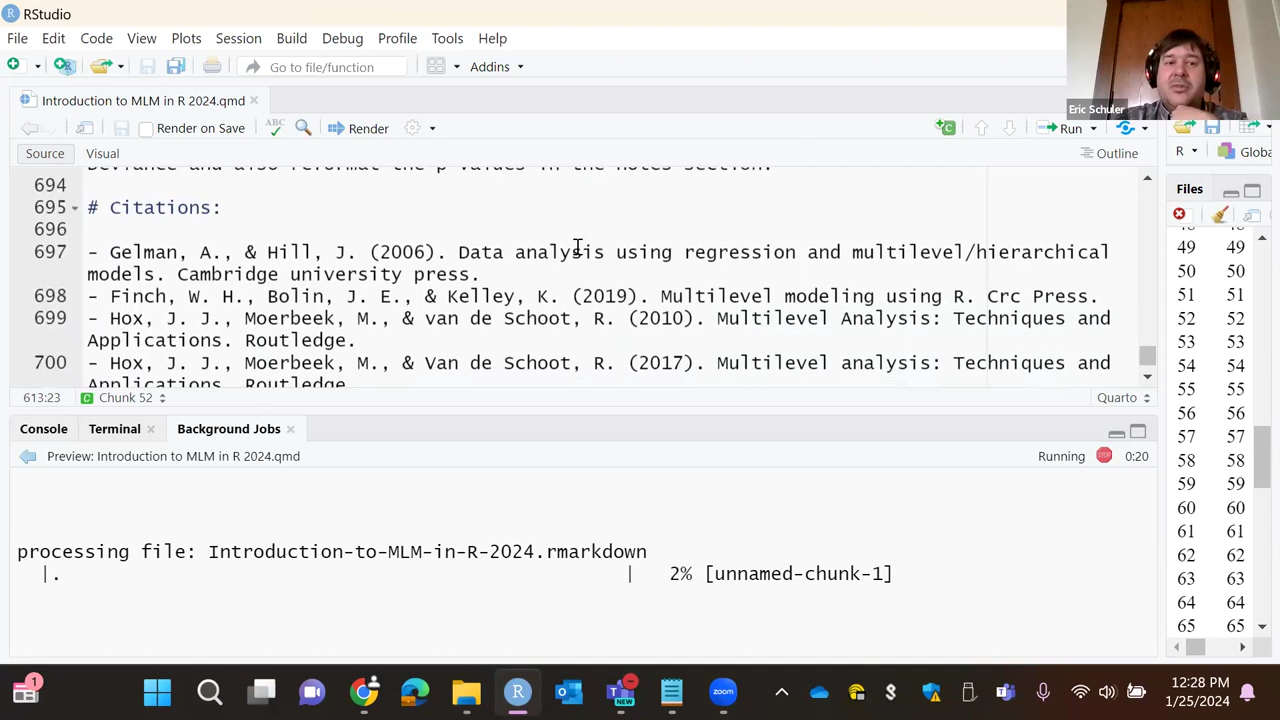 RStudio
File Edit Code View Plots Session Build Debug Profile Tools Help
Go to file/function
Addins
Eric Schuler
Introduction to MLM in R 2024.qmd
Render on Save
ABC
Render
Run
Source Visual
Outline
R
Globa
694
695 # Citations:
696
697 - Gelman, A., & Hill, J. (2006). Data analysis using regression and multilevel/hierarchical
models. Cambridge university press.
698 - Finch, W. H., Bolin, J. E., & Kelley, K. (2019). Multilevel modeling using R. Crc Press.
699 - Hox, J. J., Moerbeek, M., & van de Schoot, R. (2010). Multilevel Analysis: Techniques and
Applications. Routledge.
700 - Hox, J. J., Moerbeek, M., & Van de Schoot, R. (2017). Multilevel analysis: Techniques and
Applications. Routledge
613:23 Chunk 52
Quarto
Files
49 49
50 50
51 51
52 52
53 53
54 54
55 55
56 56
57 57
58 58
59 59
60 60
61 61
62 62
63 63
64 64
65 65
Console Terminal Background Jobs
Preview: Introduction to MLM in R 2024.qmd
Running STOP 0:20
processing file: Introduction-to-MLM-in-R-2024.rmarkdown
|. | 2% [unnamed-chunk-1]
1
NEW
zoom
12:28 PM
1/25/2024